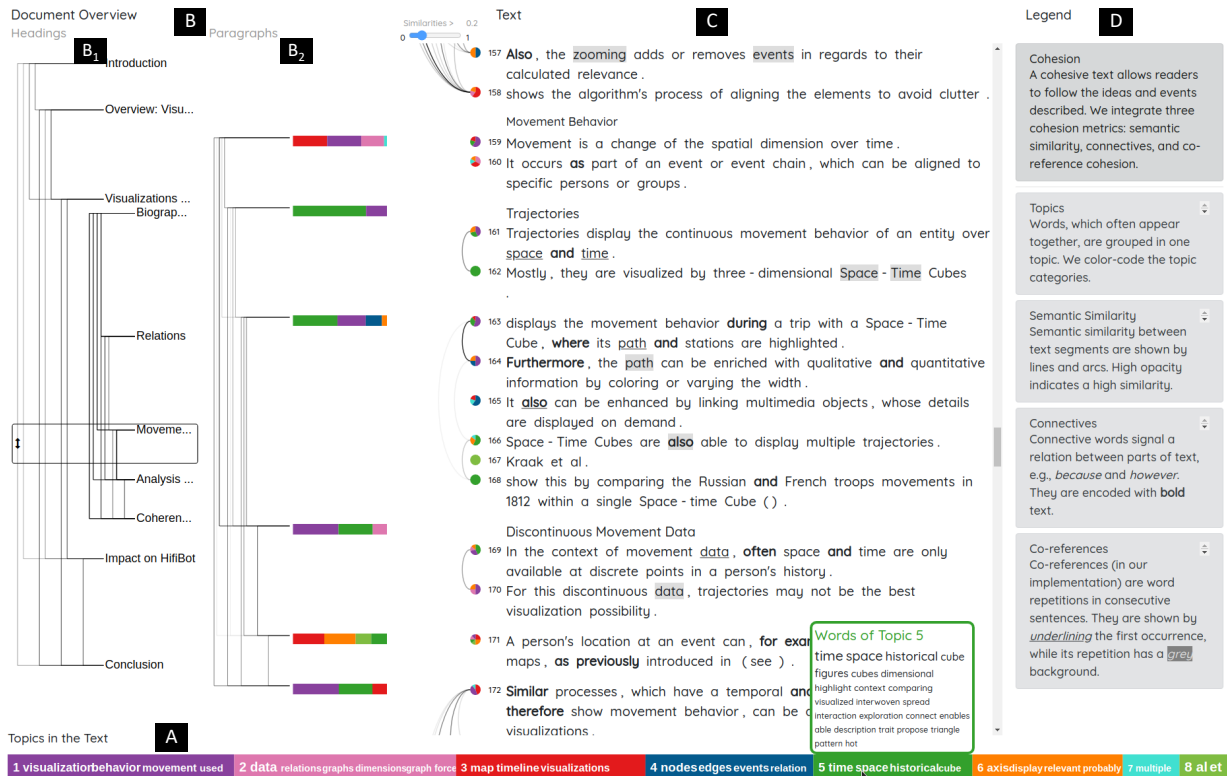 Document Overview
B
Headings
B1
Paragraphs
B2
Introduction
Overview: Visu...
Visualizations ...
Biograp...
Relations
Moveme...
Analysis ...
Coheren...
Impact on HifiBot
Conclusion
Similarities > 0.2
0 1
Text
C
157 Also , the zooming adds or removes events in regards to their
calculated relevance .
158 shows the algorithm's process of aligning the elements to avoid clutter .
Movement Behavior
159 Movement is a change of the spatial dimension over time .
160 It occurs as part of an event or event chain , which can be aligned to
specific persons or groups .
Trajectories
161 Trajectories display the continuous movement behavior of an entity over
space and time .
162 Mostly , they are visualized by three - dimensional Space - Time Cubes
.
163 displays the movement behavior during a trip with a Space - Time
Cube , where its path and stations are highlighted .
164 Furthermore , the path can be enriched with qualitative and quantitative
information by coloring or varying the width .
165 It also can be enhanced by linking multimedia objects , whose details
are displayed on demand .
166 Space - Time Cubes are also able to display multiple trajectories .
167 Kraak et al .
168 show this by comparing the Russian and French troops movements in
1812 within a single Space - time Cube ( ) .
Discontinuous Movement Data
169 In the context of movement data , often space and time are only
available at discrete points in a person's history .
170 For this discontinuous data , trajectories may not be the best
visualization possibility .
171 A person's location at an event can , for exa
maps , as previously introduced in ( see ) .
172 Similar processes , which have a temporal an
therefore show movement behavior , can be
visualizations .
Words of Topic 5
time space historical cube
figures cubes dimensional
highlight context comparing
visualized interwoven spread
interaction exploration connect enables
able description trait propose triangle
pattern hot
Legend
D
Cohesion
A cohesive text allows readers
to follow the ideas and events
described. We integrate three
cohesion metrics: semantic
similarity, connectives, and co-
reference cohesion.
Topics
Words, which often appear
together, are grouped in one
topic. We color-code the topic
categories.
Semantic Similarity
Semantic similarity between
text segments are shown by
lines and arcs. High opacity
indicates a high similarity.
Connectives
Connective words signal a
relation between parts of text,
e.g., because and however.
They are encoded with bold
text.
Co-references
Co-references (in our
implementation) are word
repetitions in consecutive
sentences. They are shown by
underlining the first occurrence,
while its repetition has a grey
background.
Topics in the Text
A
1 visualization behavior movement used
2 data relations graphs dimensions graph force
3 map timeline visualizations
4 nodes edges events relation
5 time space historical cube
6 axis display relevant probably
7 multiple
8 al et